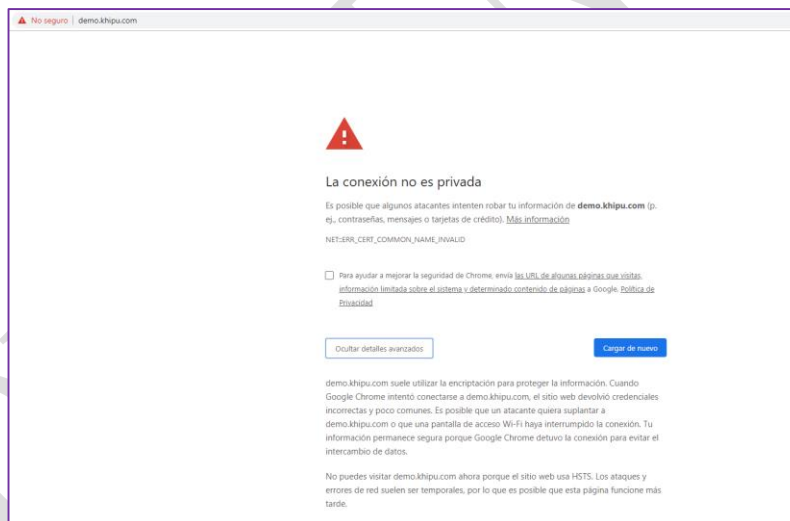 No seguro | demo.khipu.com
La conexión no es privada
Es posible que algunos atacantes intenten robar tu información de demo.khipu.com (p.
ej., contraseñas, mensajes o tarjetas de crédito). Más información
NET::ERR_CERT_COMMON_NAME_INVALID
Para ayudar a mejorar la seguridad de Chrome, envía las URL de algunas páginas que visitas,
información limitada sobre el sistema y determinado contenido de páginas a Google. Política de
Privacidad
Ocultar detalles avanzados
Cargar de nuevo
demo.khipu.com suele utilizar la encriptación para proteger la información. Cuando
Google Chrome intentó conectarse a demo.khipu.com, el sitio web devolvió credenciales
incorrectas y poco comunes. Es posible que un atacante quiera suplantar a
demo.khipu.com o que una pantalla de acceso Wi-Fi haya interrumpido la conexión. Tu
información permanece segura porque Google Chrome detuvo la conexión para evitar el
intercambio de datos.
No puedes visitar demo.khipu.com ahora porque el sitio web usa HSTS. Los ataques y
errores de red suelen ser temporales, por lo que es posible que esta página funcione más
tarde.